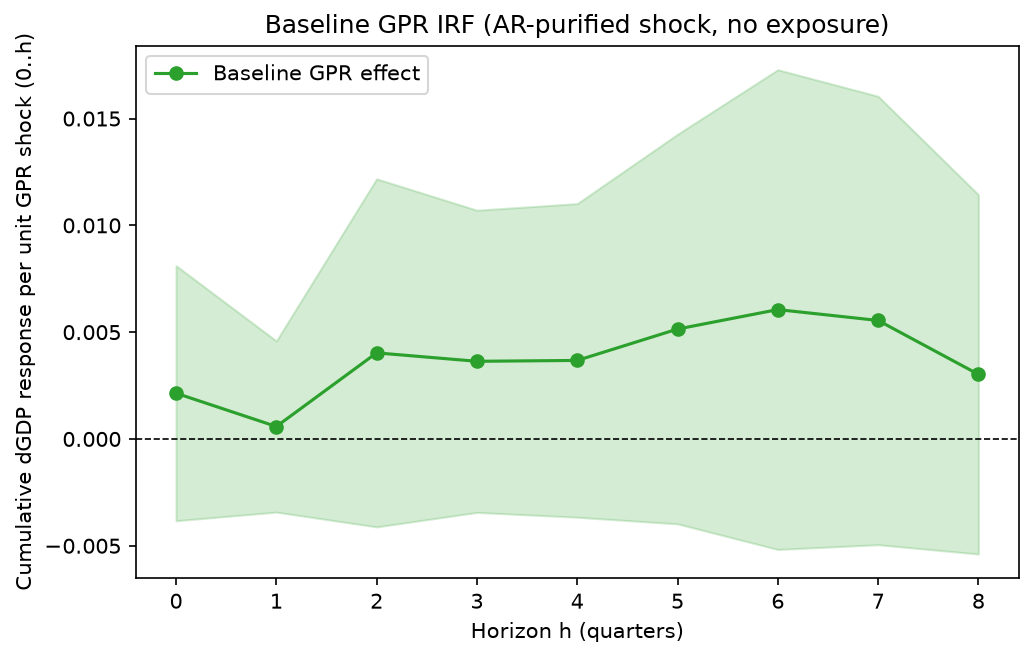 Baseline GPR IRF (AR-purified shock, no exposure)
Baseline GPR effect
Cumulative dGDP response per unit GPR shock (0..h)
0.015
0.010
0.005
0.000
−0.005
0 1 2 3 4 5 6 7 8
Horizon h (quarters)